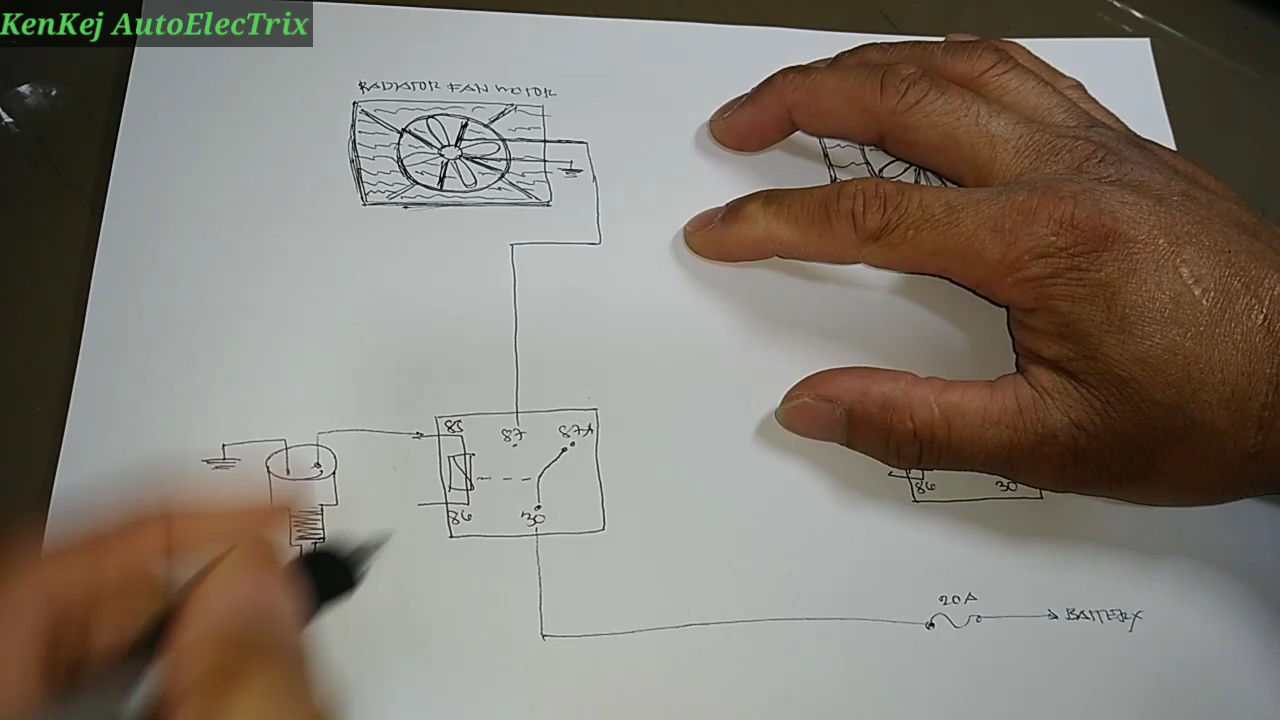 KenKej AutoElecTrix
RADIATOR FAN MOTOR
85
87
87A
86
30
86
30
20A
BATTERY